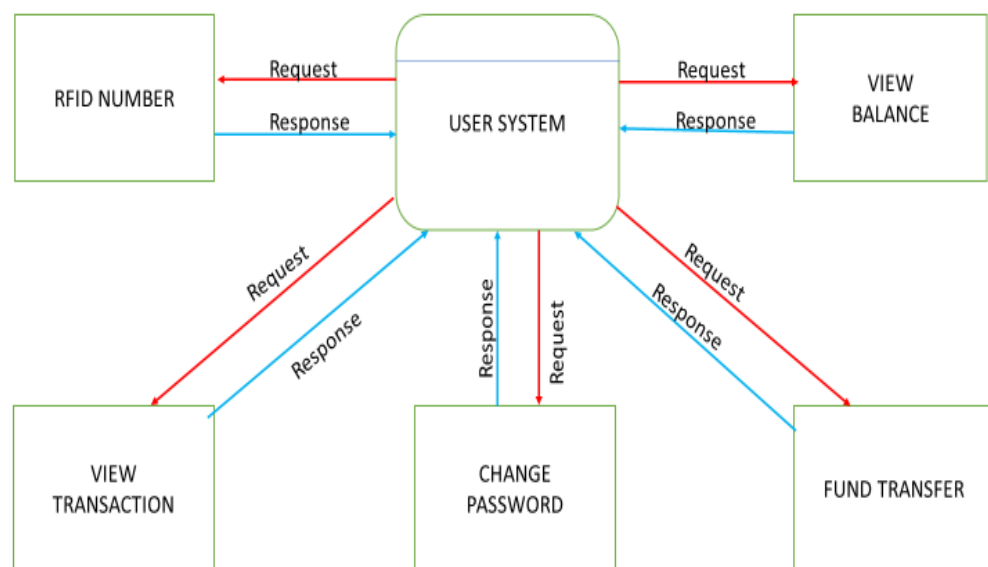 RFID NUMBER
Request
Response
USER SYSTEM
Request
Response
VIEW
BALANCE
Request
Response
Response
Request
Request
Response
VIEW
TRANSACTION
CHANGE
PASSWORD
FUND TRANSFER